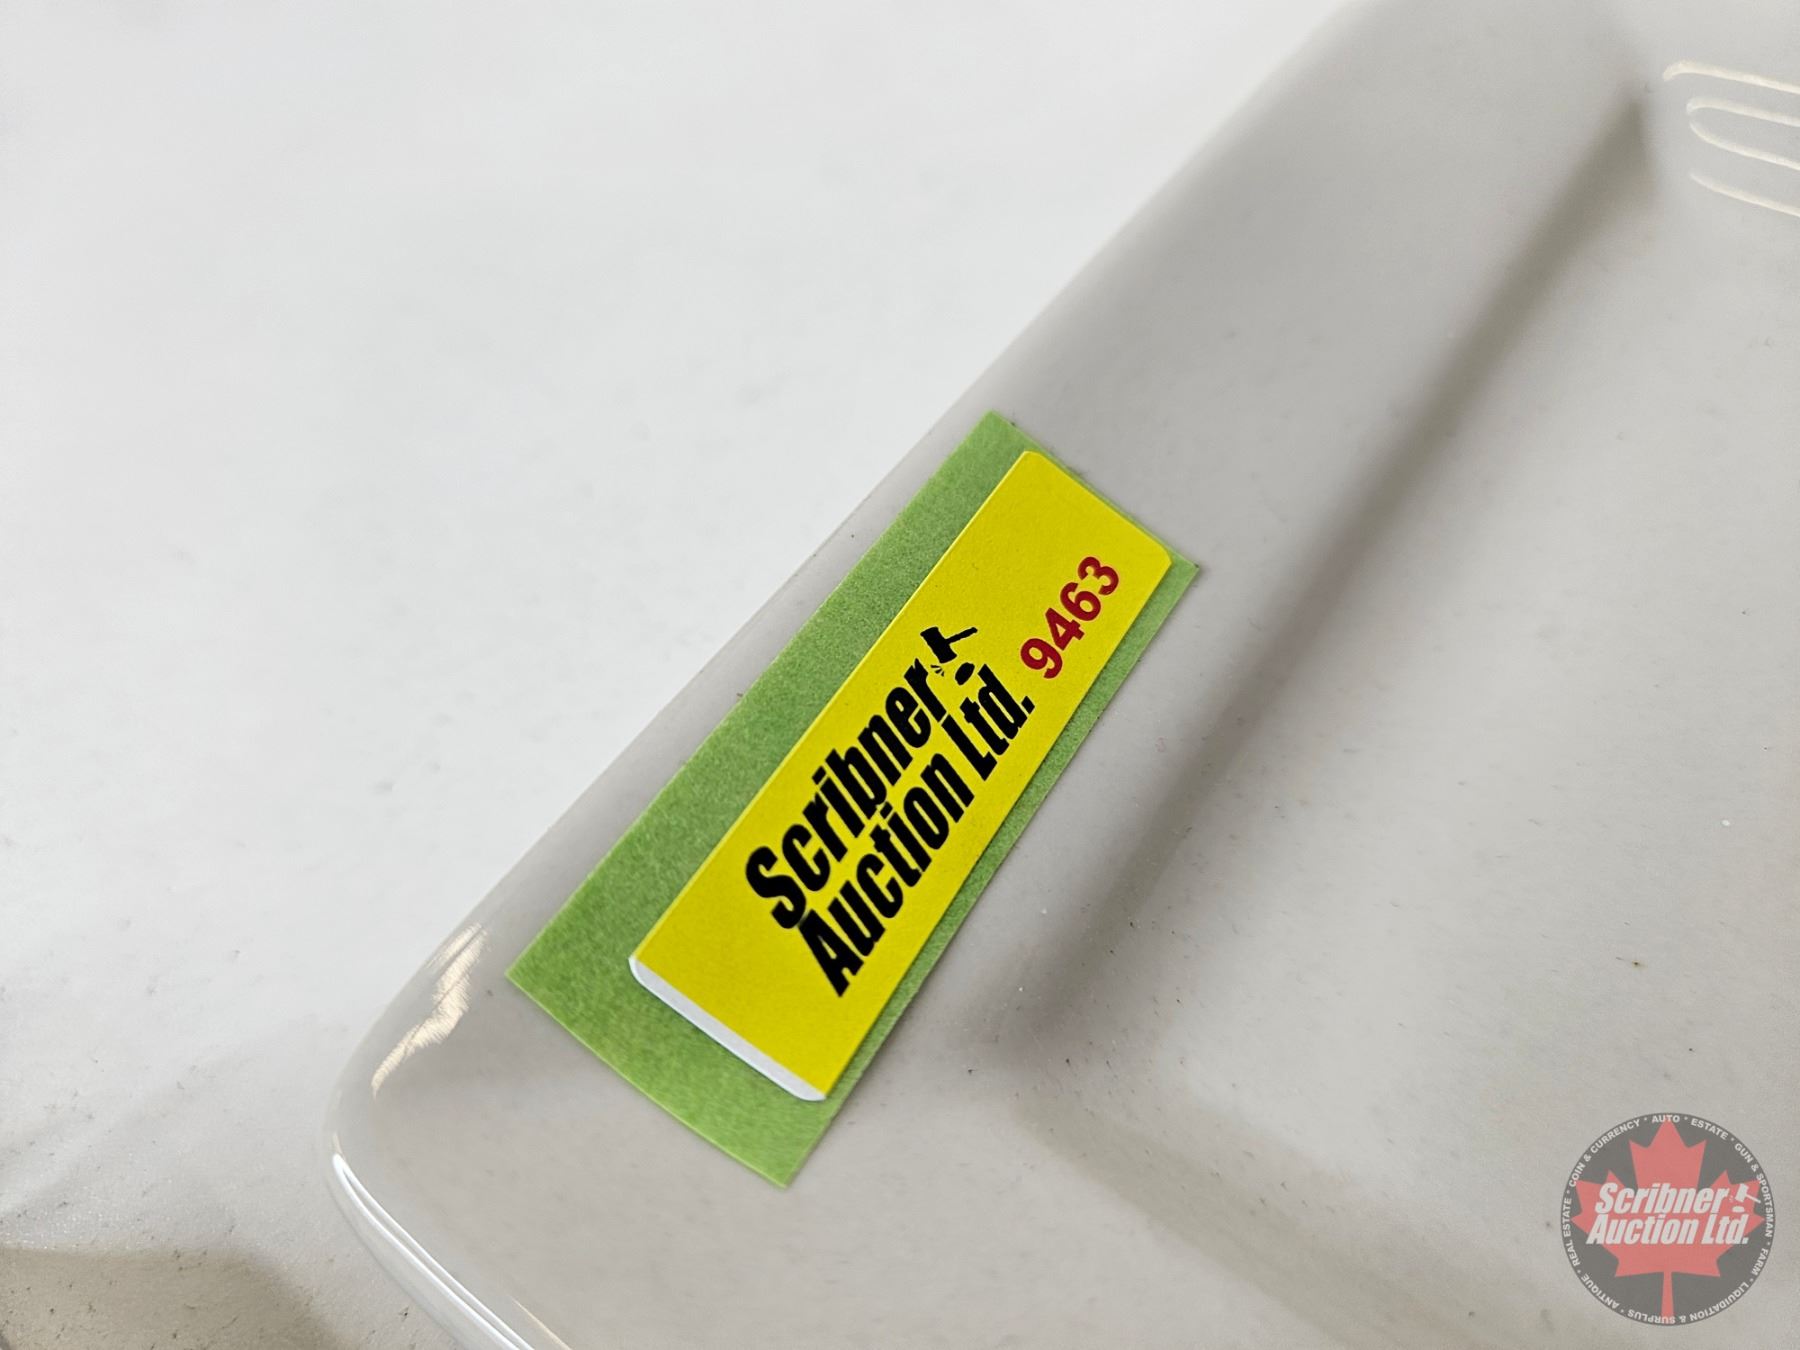 Scribner
Auction Ltd.
9463
COIN & CURRENCY • AUTO • ESTATE • GUN & SPORTSMAN • FARM • LIQUIDATION & SURPLUS • ANTIQUE • REAL ESTATE •
Scribner
Auction Ltd.